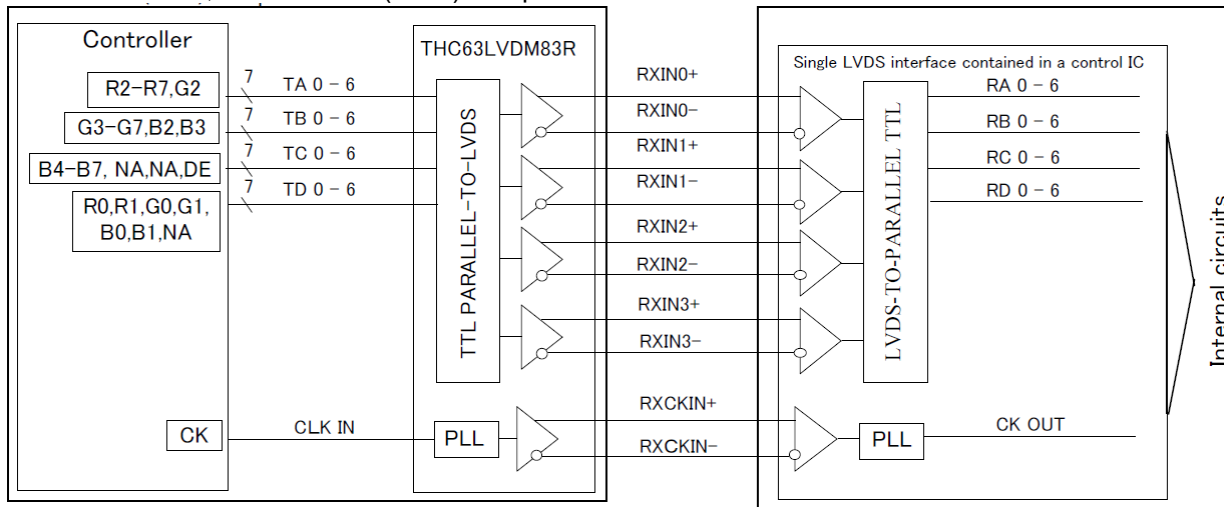 Controller
R2-R7,G2
G3-G7,B2,B3
B4-B7, NA,NA,DE
R0,R1,G0,G1,
B0,B1,NA
CK
7
TA 0 - 6
7
TB 0 - 6
7
TC 0 - 6
7
TD 0 - 6
CLK IN
THC63LVDM83R
TTL PARALLEL-TO-LVDS
PLL
RXIN0+
RXIN0-
RXIN1+
RXIN1-
RXIN2+
RXIN2-
RXIN3+
RXIN3-
RXCKIN+
RXCKIN-
Single LVDS interface contained in a control IC
LVDS-TO-PARALLEL TTL
PLL
RA 0 - 6
RB 0 - 6
RC 0 - 6
RD 0 - 6
CK OUT
Internal circuits